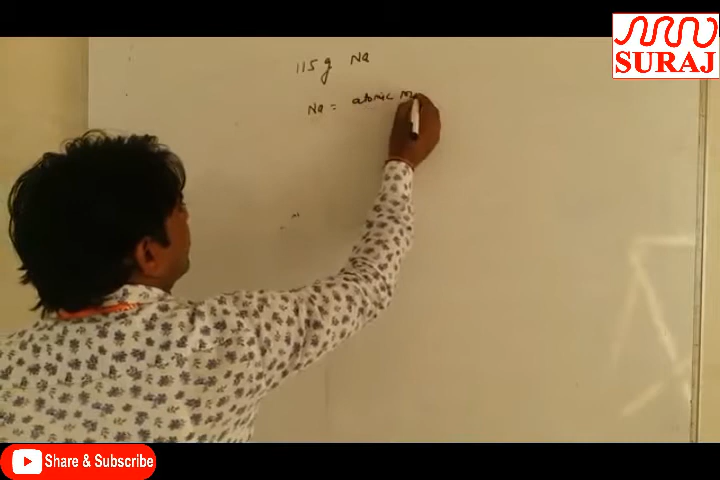 SURAJ
115 g Na
Na = atomic m
Share & Subscribe